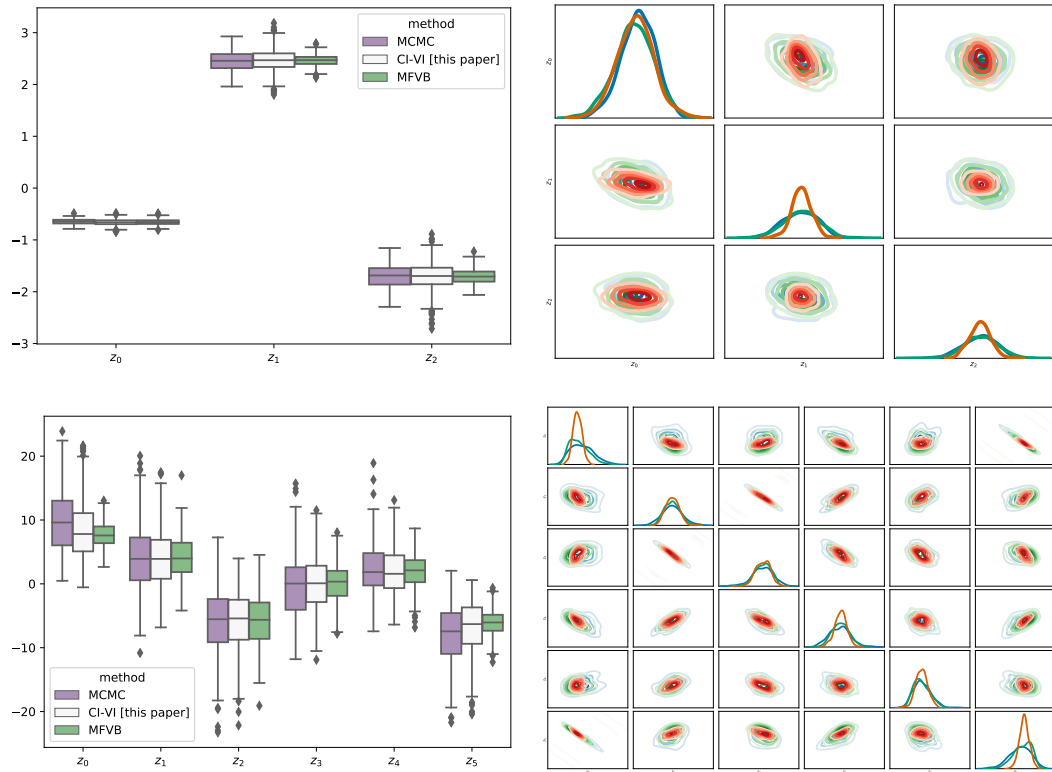 method
MCMC
CI-VI [this paper]
MFVB
3
2
1
0
−1
−2
−3
z0
z1
z2
z0
z1
z2
z0
z1
z2
20
10
0
−10
−20
method
MCMC
CI-VI [this paper]
MFVB
z0
z1
z2
z3
z4
z5